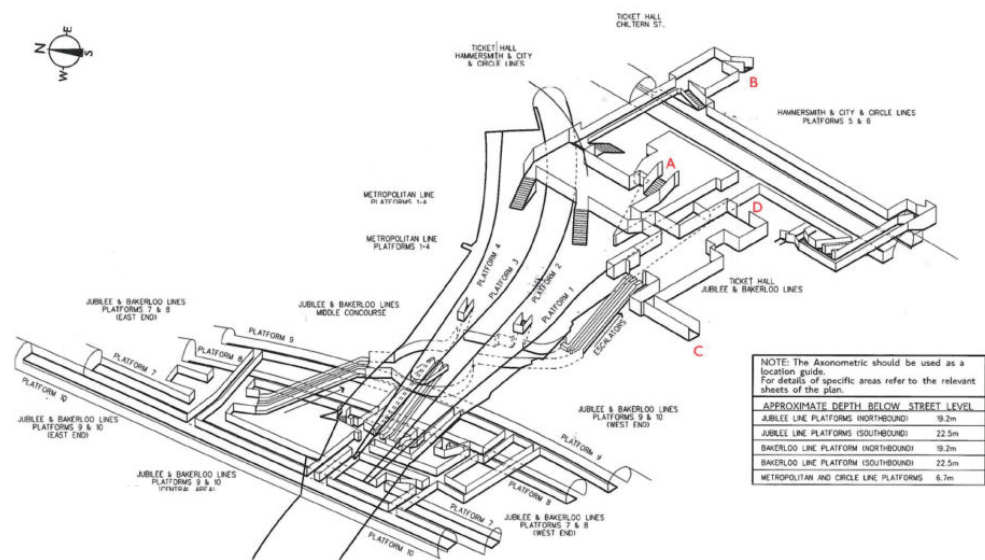 TICKET HALL
CHILTERN ST.
N
E
S
W
TICKET HALL
HAMMERSMITH & CITY
& CIRCLE LINES
B
HAMMERSMITH & CITY & CIRCLE LINES
PLATFORMS 5 & 6
A
METROPOLITAN LINE
PLATFORMS 1-4
D
METROPOLITAN LINE
PLATFORMS 1-4
PLATFORM 4
PLATFORM 3
PLATFORM 2
PLATFORM 1
TICKET HALL
JUBILEE & BAKERLOO LINES
JUBILEE & BAKERLOO LINES
PLATFORMS 7 & 8
(EAST END)
JUBILEE & BAKERLOO LINES
MIDDLE CONCOURSE
ESCALATORS
C
PLATFORM 9
PLATFORM 8
PLATFORM 7
PLATFORM 10
NOTE: The Axonometric should be used as a
location guide.
For details of specific areas refer to the relevant
sheets of the plan.
APPROXIMATE DEPTH BELOW STREET LEVEL
JUBILEE LINE PLATFORMS (NORTHBOUND) 19.2m
JUBILEE LINE PLATFORMS (SOUTHBOUND) 22.5m
BAKERLOO LINE PLATFORM (NORTHBOUND) 19.2m
BAKERLOO LINE PLATFORM (SOUTHBOUND) 22.5m
METROPOLITAN AND CIRCLE LINE PLATFORMS 6.7m
JUBILEE & BAKERLOO LINES
PLATFORMS 9 & 10
(EAST END)
JUBILEE & BAKERLOO LINES
PLATFORMS 9 & 10
(WEST END)
JUBILEE & BAKERLOO LINES
PLATFORMS 9 & 10
(CENTRAL AREA)
PLATFORM 9
PLATFORM 8
PLATFORM 7
PLATFORM 10
JUBILEE & BAKERLOO LINES
PLATFORMS 7 & 8
(WEST END)